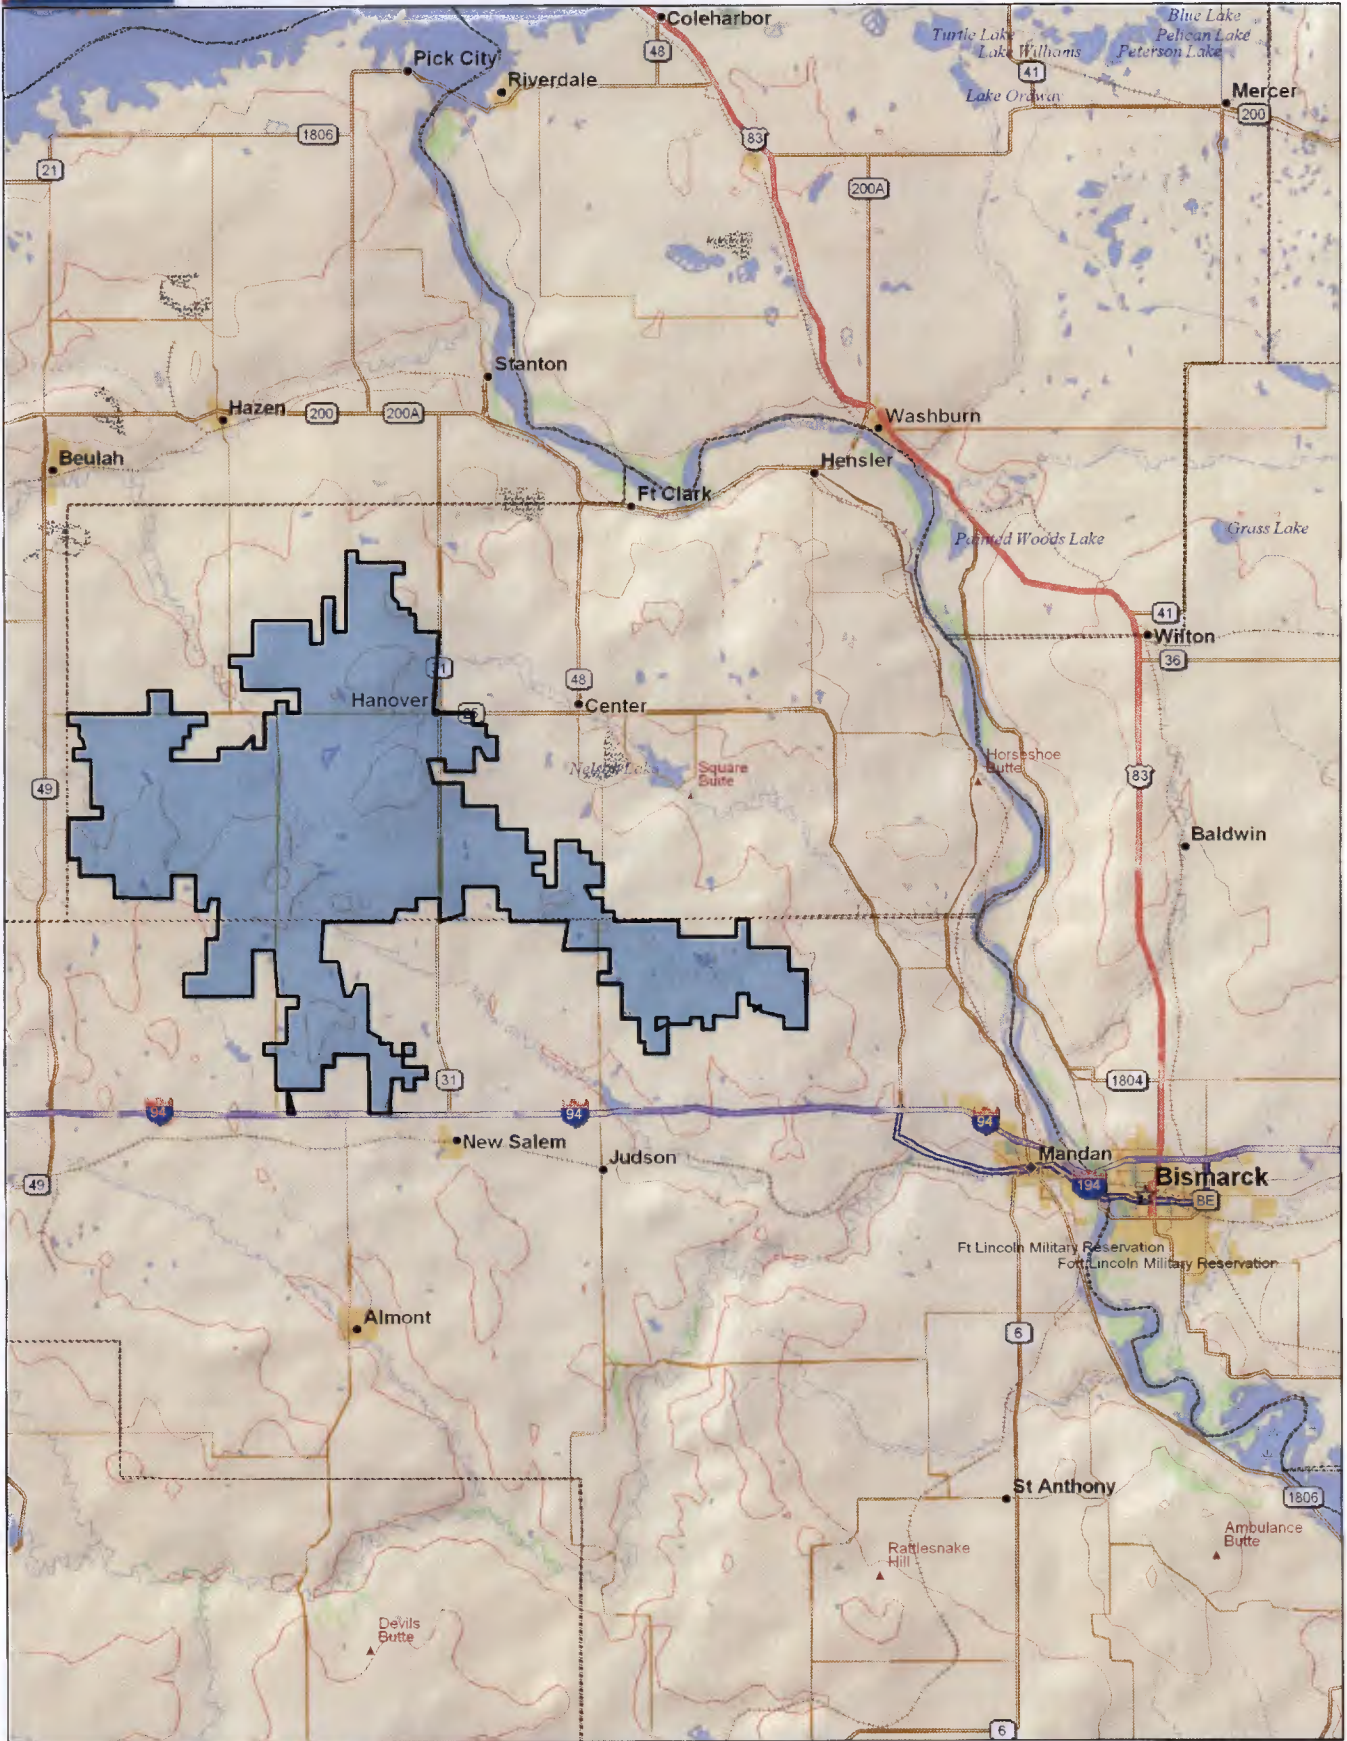 Coleharbor
Blue Lake
Turtle Lake
Pelican Lake
48
Lake Williams
Peterson Lake
Pick City
41
Riverdale
Mercer
Lake Ordway
200
1806
83
21
200A
Stanton
Hazen
200
200A
Washburn
Beulah
Hensler
Ft Clark
Grass Lake
Painted Woods Lake
41
Wilton
31
36
48
Hanover
Center
25
Horseshoe
Butte
Nelson Lake
Square
Butte
83
49
Baldwin
31
1804
94
94
94
New Salem
Mandan
Judson
Bismarck
49
194
BE
Ft Lincoln Military Reservation
Fort Lincoln Military Reservation
Almont
6
St Anthony
1806
Ambulance
Butte
Rattlesnake
Hill
Devils
Butte
6